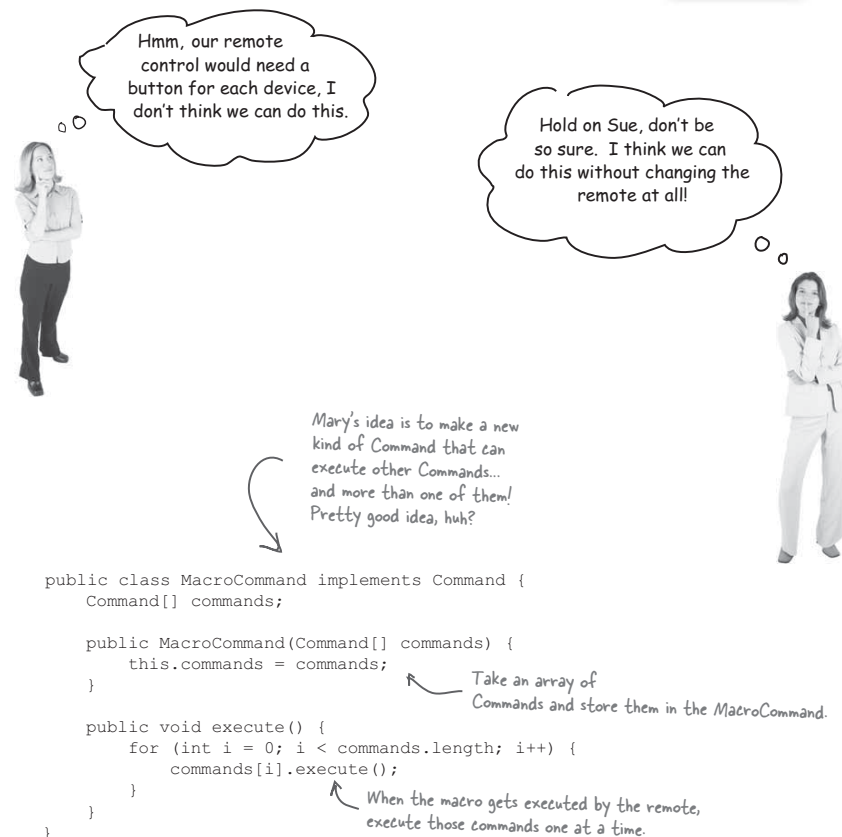 Hmm, our remote
control would need a
button for each device, I
don't think we can do this.
Hold on Sue, don't be
so sure. I think we can
do this without changing the
remote at all!
Mary's idea is to make a new
kind of Command that can
execute other Commands...
and more than one of them!
Pretty good idea, huh?
public class MacroCommand implements Command {
    Command[] commands;
    public MacroCommand(Command[] commands) {
        this.commands = commands;
    }
Take an array of
Commands and store them in the MacroCommand.
    public void execute() {
        for (int i = 0; i < commands.length; i++) {
            commands[i].execute();
        }
When the macro gets executed by the remote,
execute those commands one at a time.
    }
}